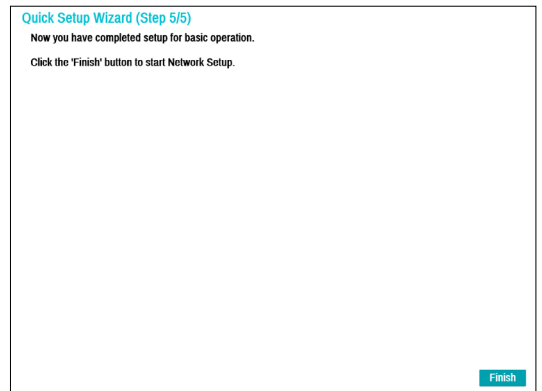 Quick Setup Wizard (Step 5/5)
Now you have completed setup for basic operation.
Click the 'Finish' button to start Network Setup.
Finish